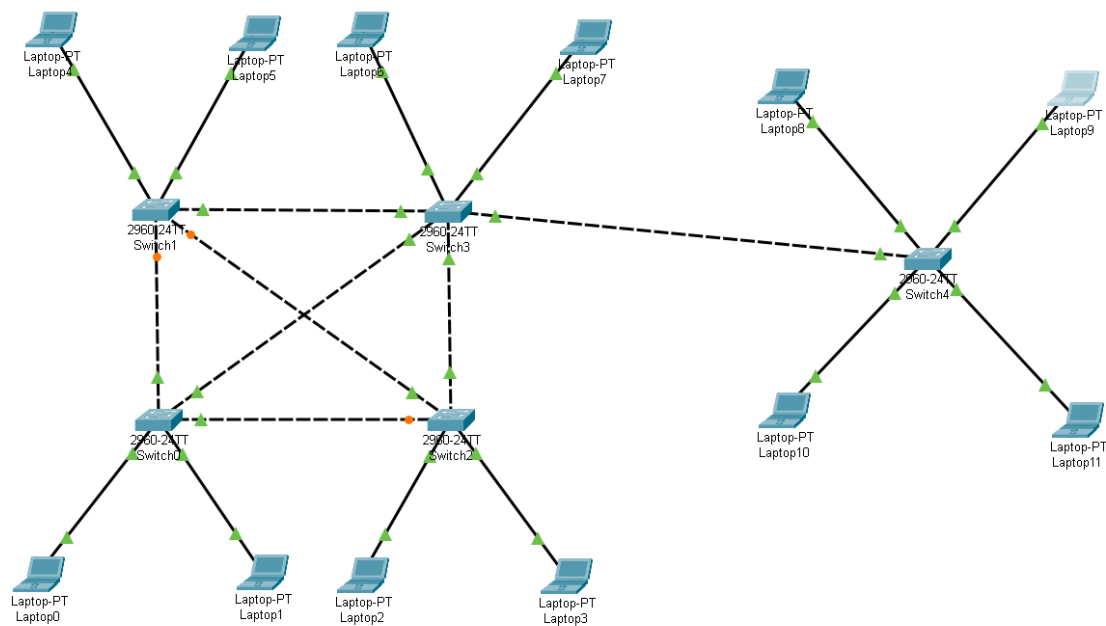 Laptop-PT
Laptop4
Laptop-PT
Laptop5
Laptop-PT
Laptop6
Laptop-PT
Laptop7
Laptop-PT
Laptop8
Laptop-PT
Laptop9
2960-24TT
Switch1
2960-24TT
Switch3
2960-24TT
Switch4
2960-24TT
Switch0
2960-24TT
Switch2
Laptop-PT
Laptop10
Laptop-PT
Laptop11
Laptop-PT
Laptop0
Laptop-PT
Laptop1
Laptop-PT
Laptop2
Laptop-PT
Laptop3